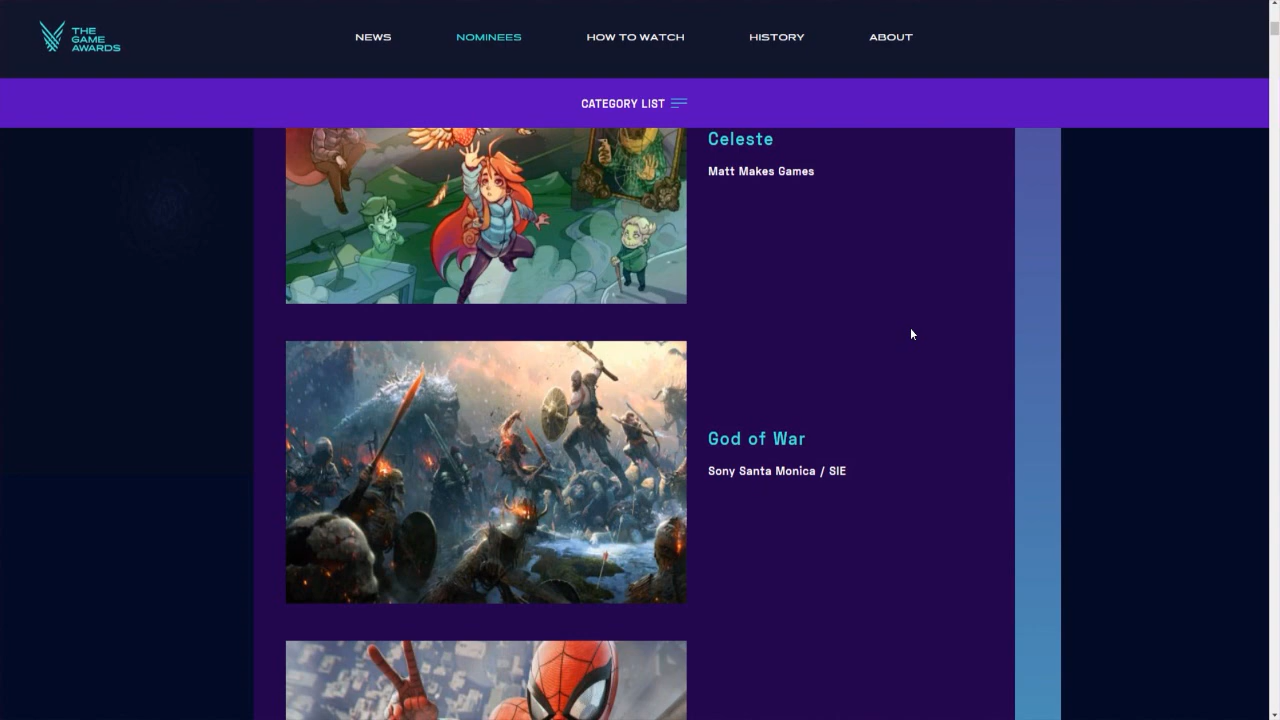 THE
GAME
AWARDS
NEWS
NOMINEES
HOW TO WATCH
HISTORY
ABOUT
CATEGORY LIST
Celeste
Matt Makes Games
God of War
Sony Santa Monica / SIE